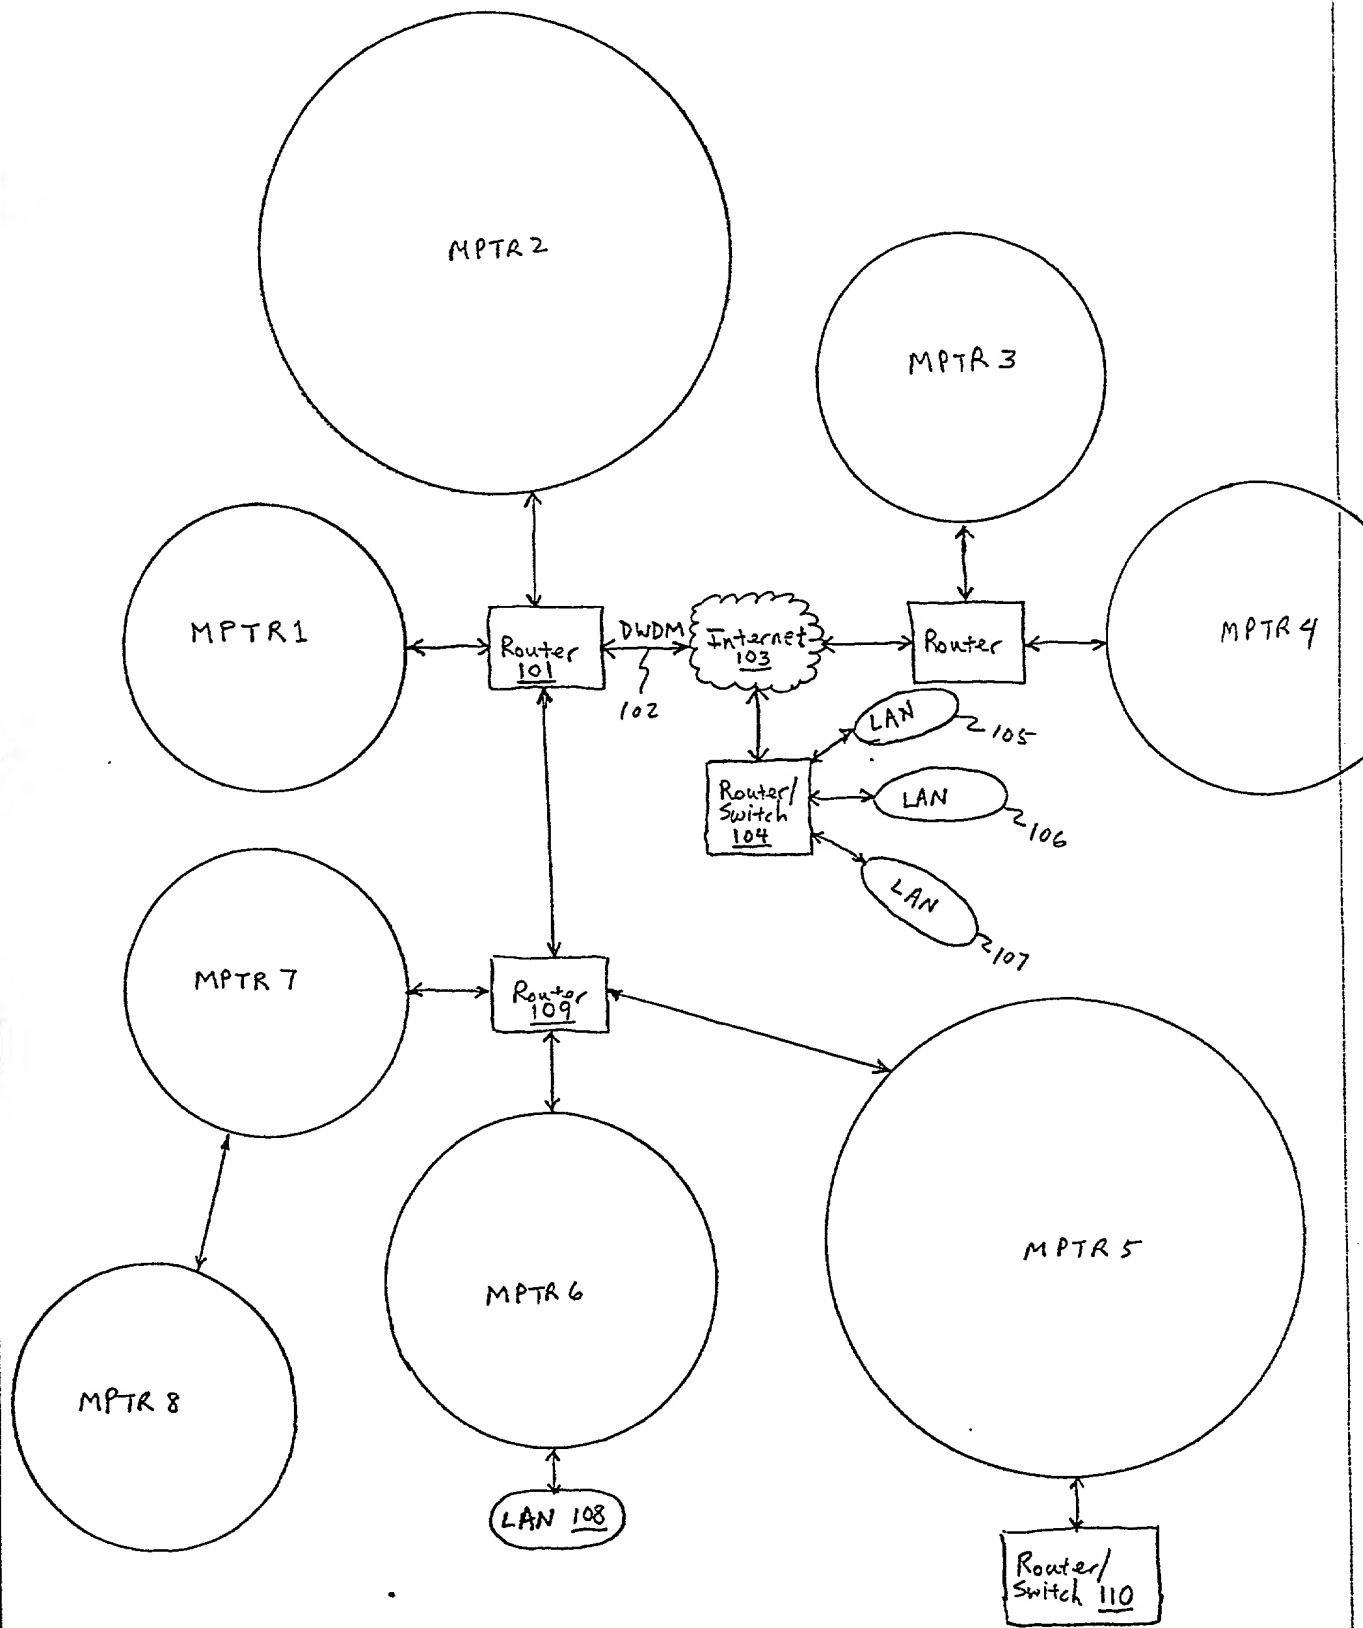 MPTR 2
MPTR 3
MPTR 1
Router
101
DWDM
102
Internet
103
Router
MPTR 4
LAN
105
Router/
Switch
104
LAN
106
LAN
107
MPTR 7
Router
109
MPTR 5
MPTR 6
MPTR 8
LAN 108
Router/
Switch 110